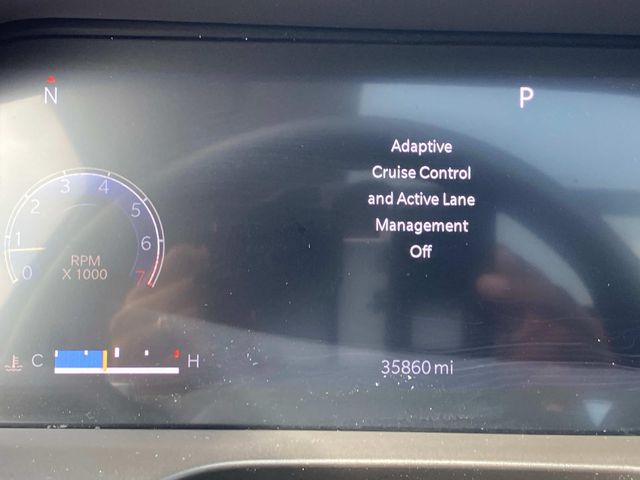 N
P
Adaptive
Cruise Control
and Active Lane
Management
Off
0
1
2
3
4
5
6
7
RPM
X 1000
C
H
35860 mi